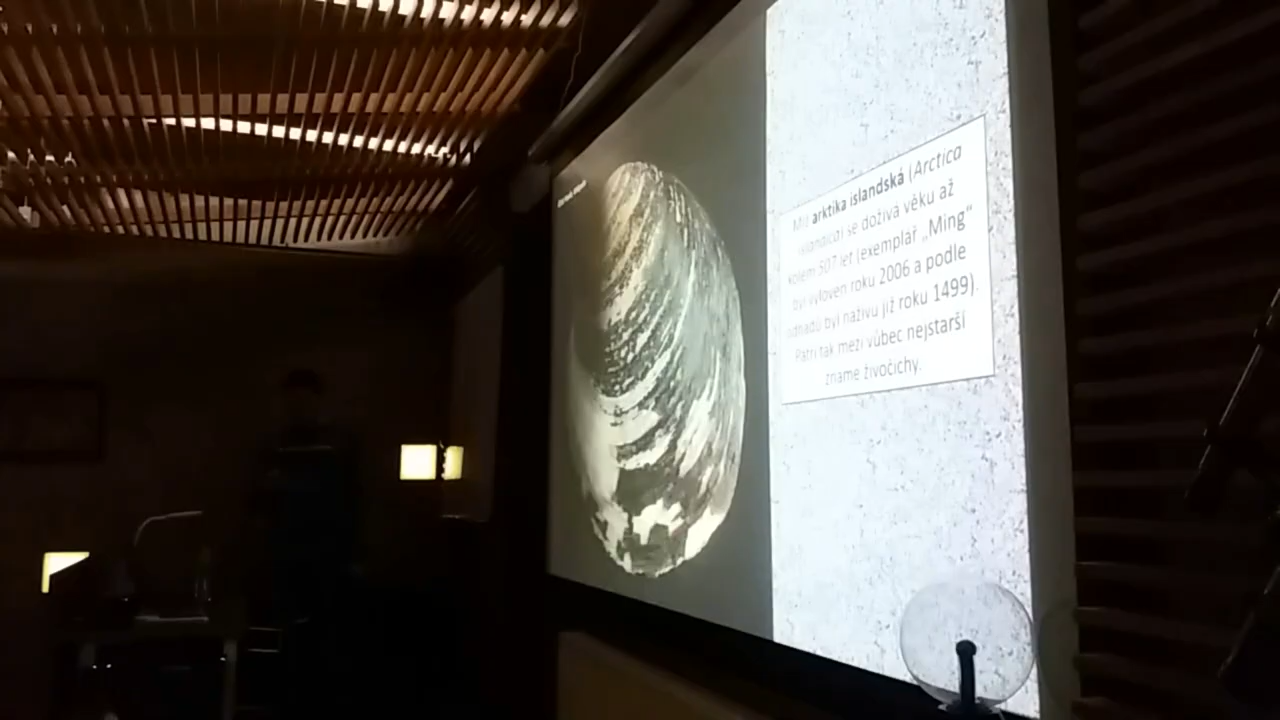 Mlž arktika islandská (Arctica
islandica) se dožívá věku až
kolem 507 let (exemplář „Ming“
byl vyloven roku 2006 a podle
odhadů byl naživu již roku 1499).
Patří tak mezi vůbec nejstarší
známé živočichy.